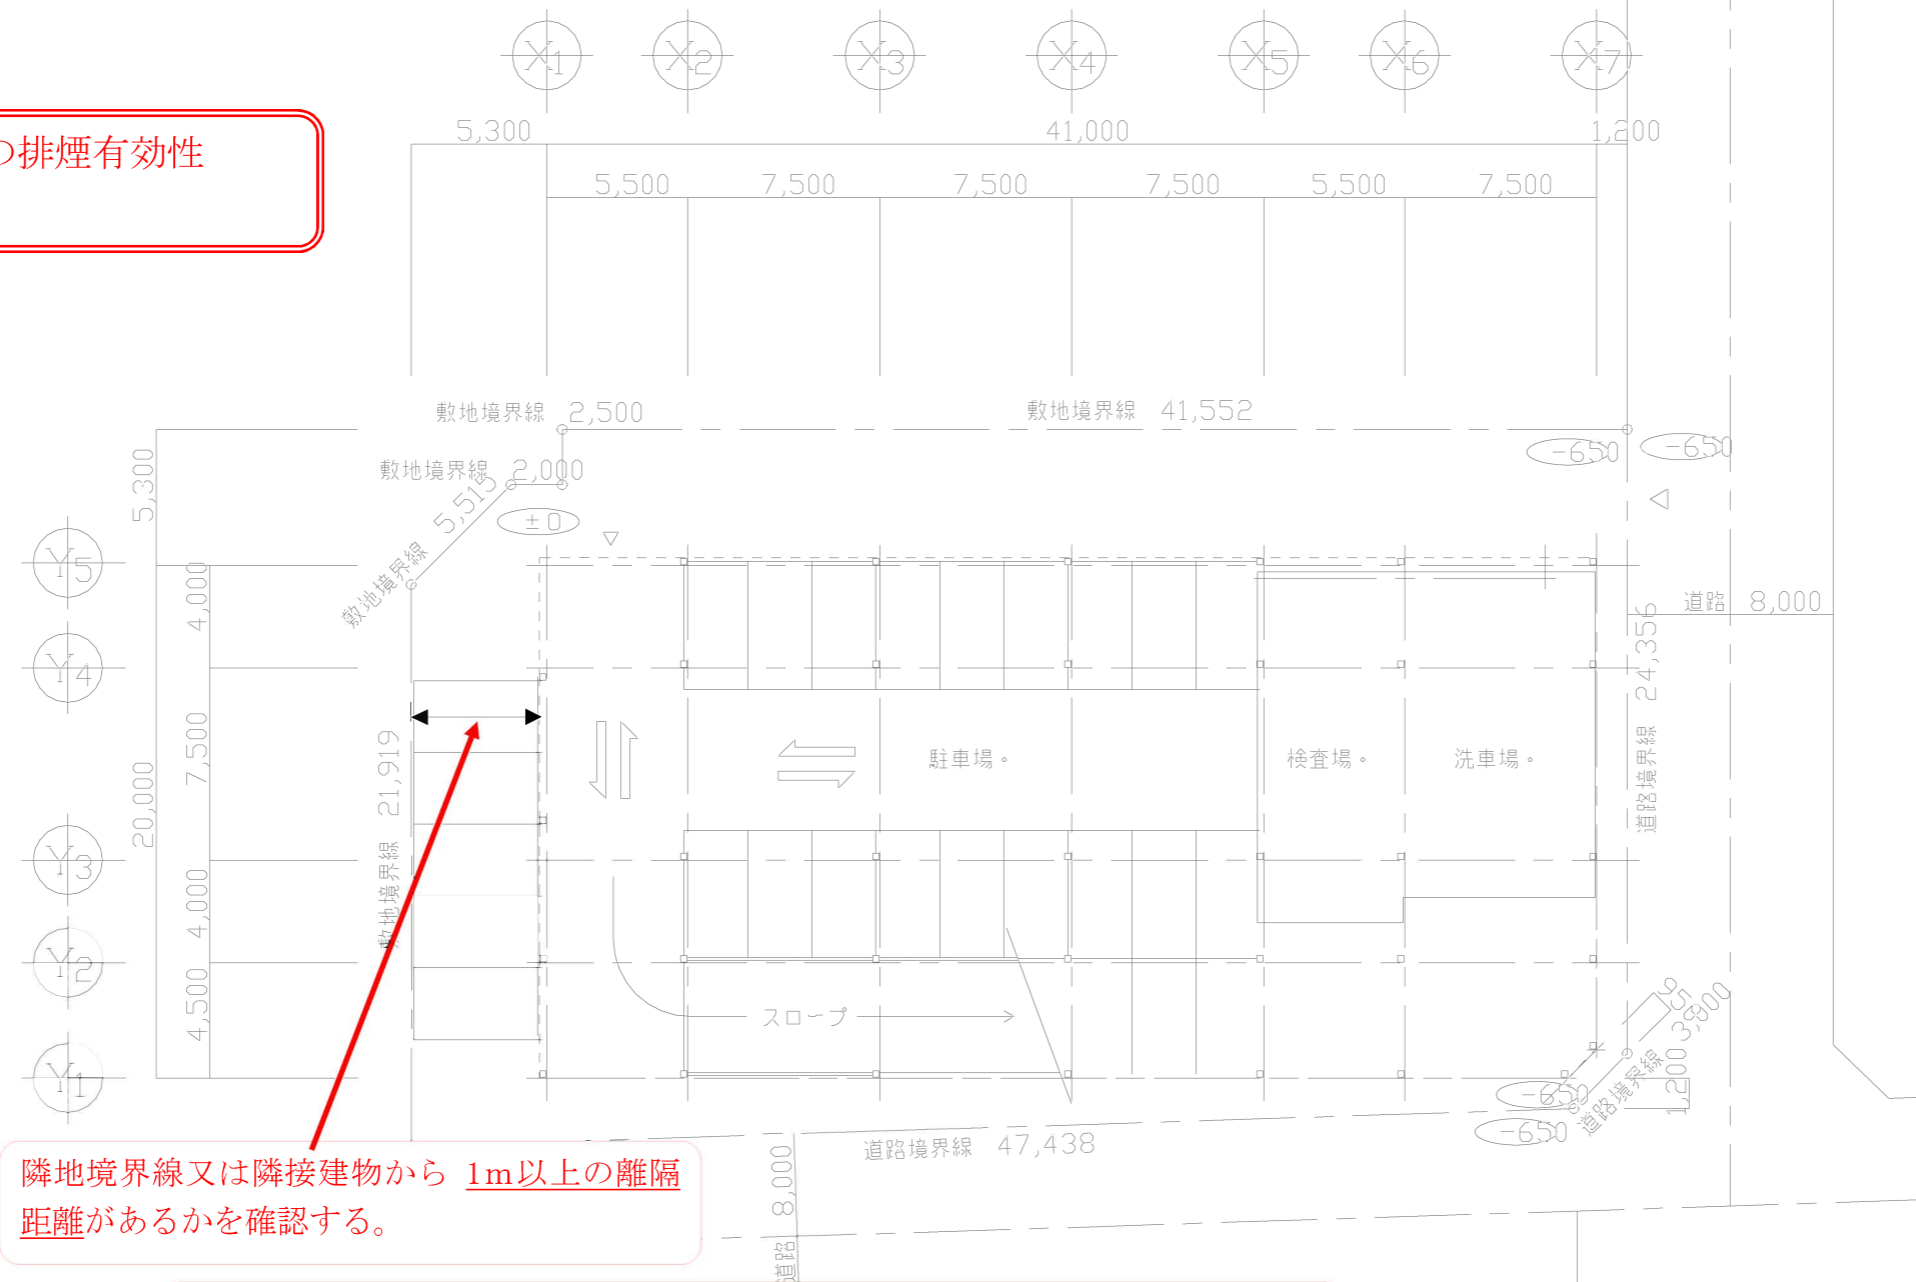 X1 X2 X3 X4 X5 X6 X7
の排煙有効性
5,300 41,000 1,200
5,500 7,500 7,500 7,500 5,500 7,500
敷地境界線 2,500
敷地境界線 41,552
-650 -650
敷地境界線 2,000
敷地境界線 5,515
±0
5,300
20,000
Y5
Y4
Y3
Y2
Y1
4,000
7,500
4,000
4,500
敷地境界線 21,919
駐車場。
検査場。
洗車場。
スロープ
道路 8,000
道路境界線 24,356
道路境界線 3,800
1,200
-650
-650
道路境界線 47,438
道路 8,000
隣地境界線又は隣接建物から 1m以上の離隔
距離があるかを確認する。